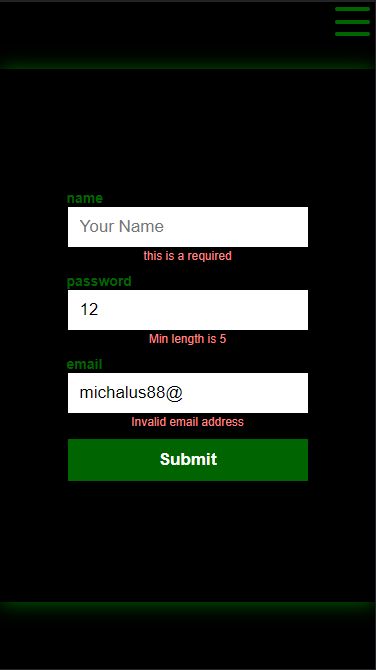 name
Your Name
this is a required
password
12
Min length is 5
email
michalus88@
Invalid email address
Submit